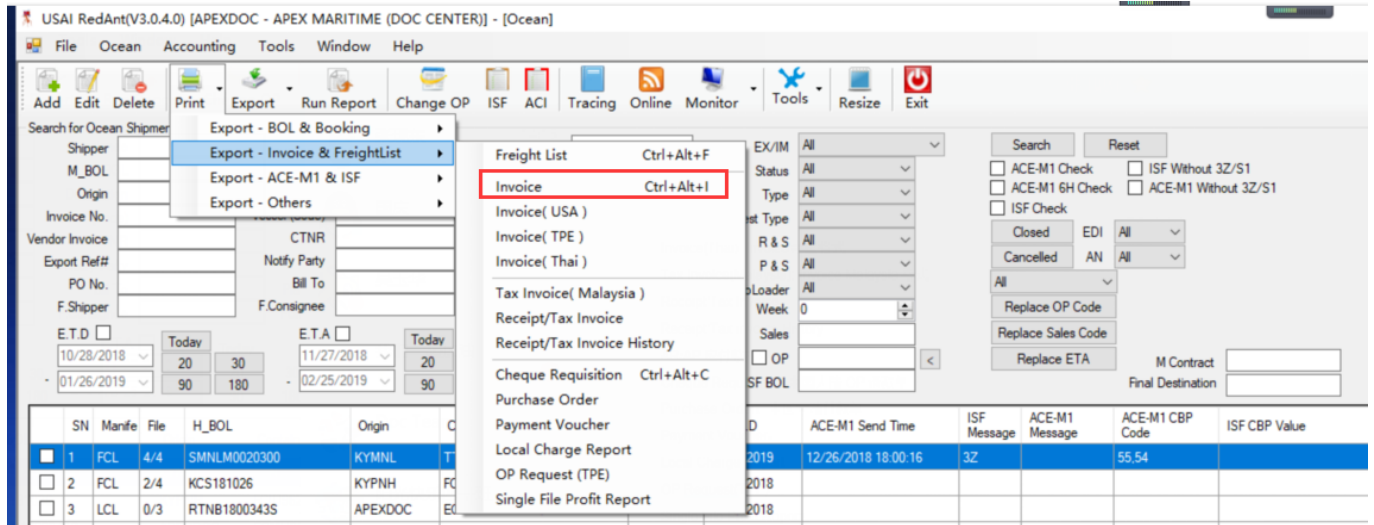 USAI RedAnt(V3.0.4.0) [APEXDOC - APEX MARITIME (DOC CENTER)] - [Ocean]
File Ocean Accounting Tools Window Help
Add Edit Delete Print Export Run Report Change OP ISF ACI Tracing Online Monitor Tools Resize Exit
Search for Ocean Shipmer
Export - BOL & Booking
Export - Invoice & FreightList
Export - ACE-M1 & ISF
Export - Others
Freight List Ctrl+Alt+F
Invoice Ctrl+Alt+I
Invoice( USA )
Invoice( TPE )
Invoice( Thai )
Tax Invoice( Malaysia )
Receipt/Tax Invoice
Receipt/Tax Invoice History
Cheque Requisition Ctrl+Alt+C
Purchase Order
Payment Voucher
Local Charge Report
OP Request (TPE)
Single File Profit Report
Shipper
M_BOL
Origin
Invoice No.
Vendor Invoice CTNR
Export Ref# Notify Party
PO No. Bill To
F.Shipper F.Consignee
E.T.D Today E.T.A Today
10/28/2018 20 30 11/27/2018 20
- 01/26/2019 90 180 - 02/25/2019 90
EX/IM All
Status All
Type All
Type All
R & S All
P & S All
Loader All
Week 0
Sales
OP <
SF BOL
Search Reset
ACE-M1 Check ISF Without 3Z/S1
ACE-M1 6H Check ACE-M1 Without 3Z/S1
ISF Check
Closed EDI All
Cancelled AN All
All
Replace OP Code
Replace Sales Code
Replace ETA M Contract
Final Destination
SN Manife File H_BOL Origin D ACE-M1 Send Time ISF Message ACE-M1 Message ACE-M1 CBP Code ISF CBP Value
1 FCL 4/4 SMNLM0020300 KYMNL 2019 12/26/2018 18:00:16 3Z 55,54
2 FCL 2/4 KCS181026 KYPNH 2018
3 LCL 0/3 RTNB1800343S APEXDOC 2018